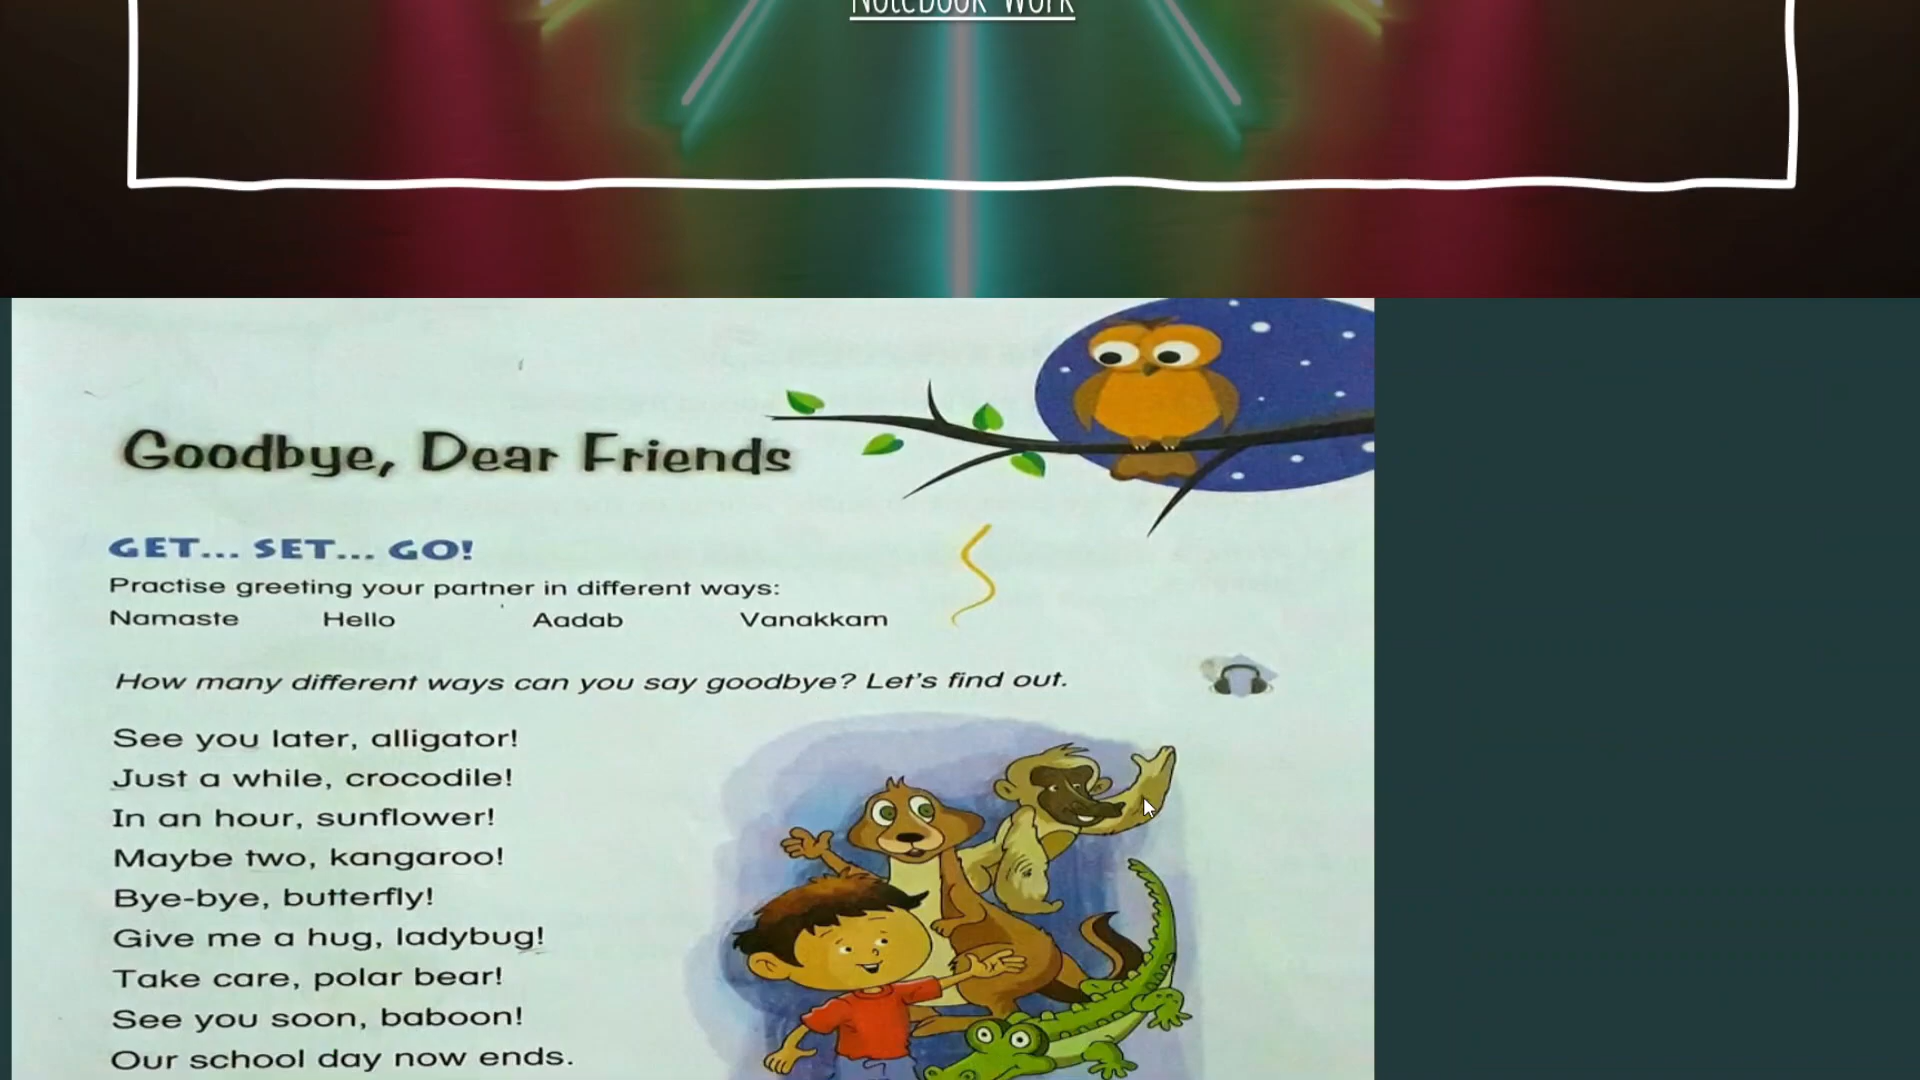 Notebook Work
Goodbye, Dear Friends
GET... SET... GO!
Practise greeting your partner in different ways:
Namaste Hello Aadab Vanakkam
How many different ways can you say goodbye? Let's find out.
See you later, alligator!
Just a while, crocodile!
In an hour, sunflower!
Maybe two, kangaroo!
Bye-bye, butterfly!
Give me a hug, ladybug!
Take care, polar bear!
See you soon, baboon!
Our school day now ends.